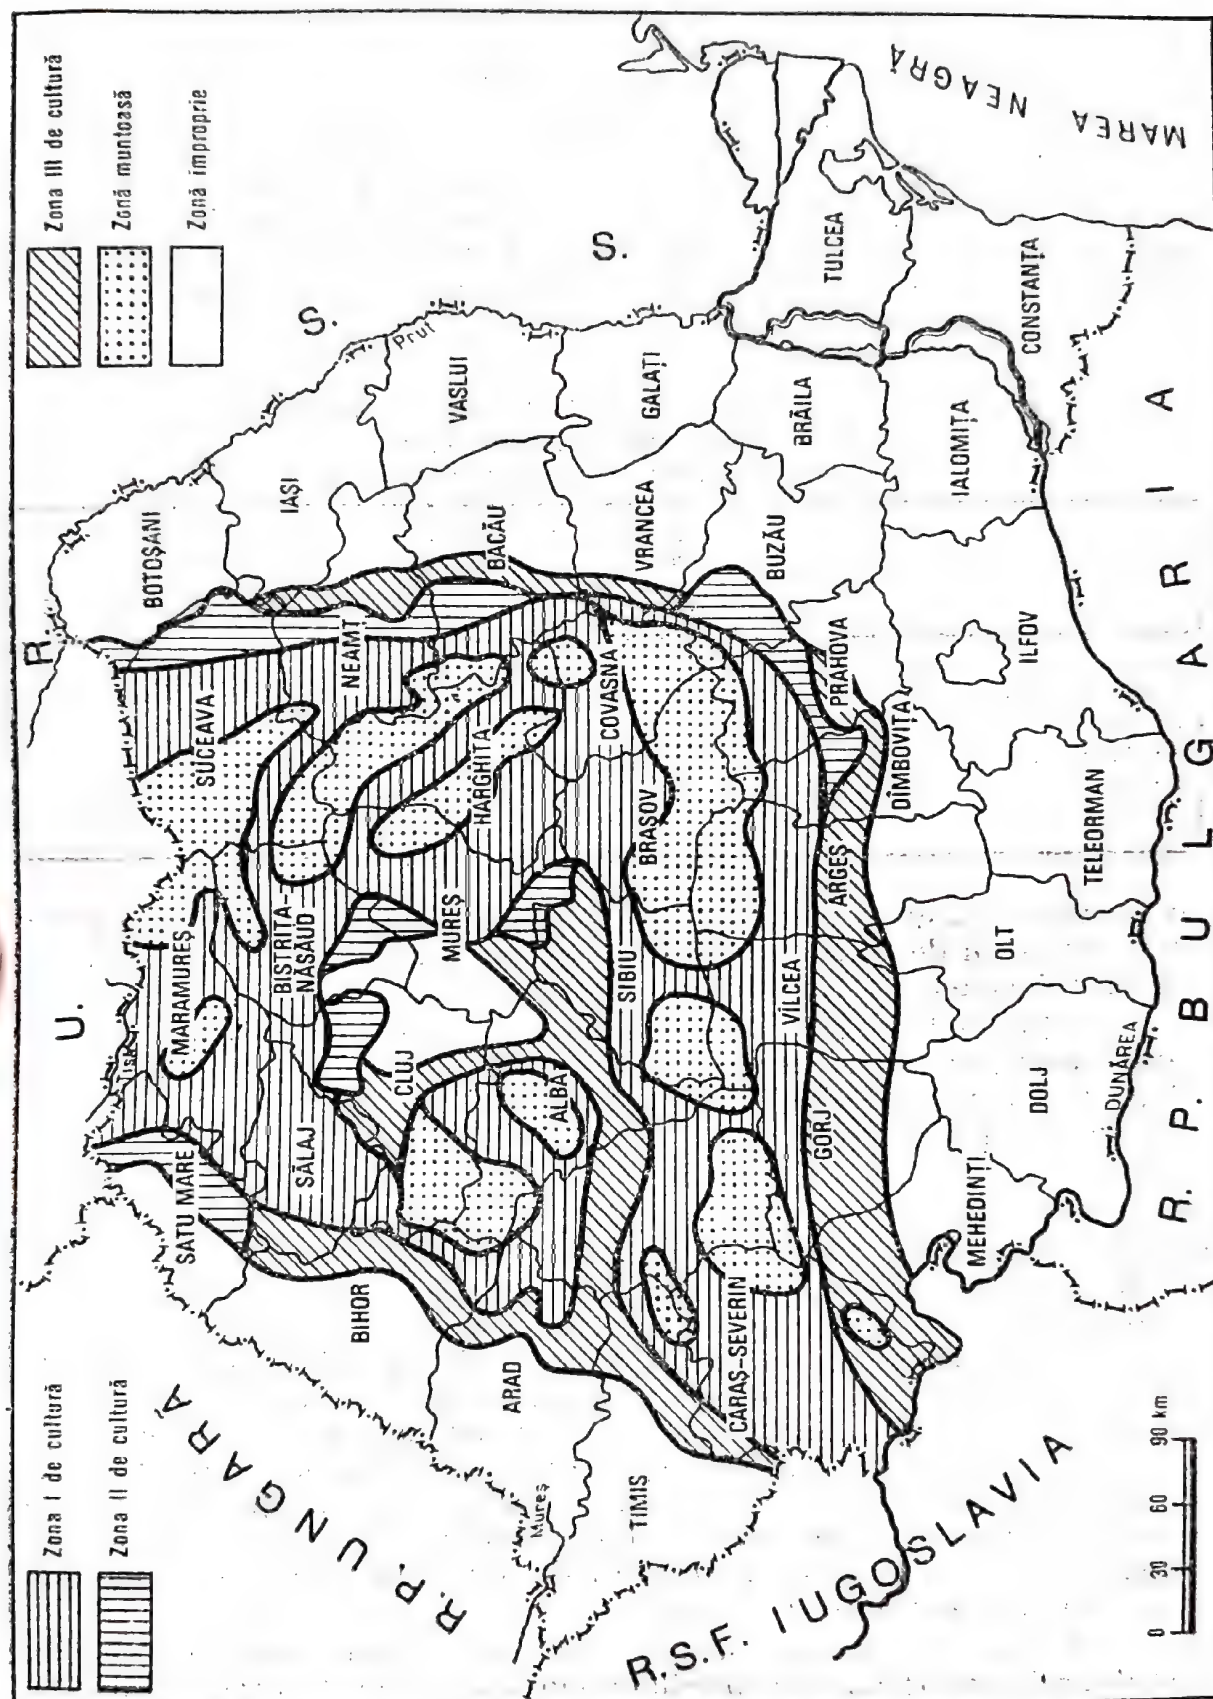 Zona I de cultură
Zona II de cultură
Zona III de cultură
Zonă muntoasă
Zonă improprie
U.
R.
S.
S.
R.P. UNGARĂ
R.S.F. IUGOSLAVIA
R. P. BULGARIA
MAREA NEAGRĂ
Tisa
Prut
Mureș
DUNĂREA
SATU MARE
MARAMUREȘ
SUCEAVA
BOTOȘANI
IAȘI
NEAMȚ
BISTRIȚA-
NĂSĂUD
SĂLAJ
BIHOR
CLUJ
MUREȘ
HARGHITA
BACĂU
VASLUI
ARAD
ALBA
SIBIU
BRAȘOV
COVASNA
VRANCEA
GALAȚI
TIMIȘ
CARAȘ-SEVERIN
GORJ
VÎLCEA
ARGEȘ
DÎMBOVIȚA
PRAHOVA
BUZĂU
BRĂILA
TULCEA
MEHEDINȚI
DOLJ
OLT
TELEORMAN
ILFOV
IALOMIȚA
CONSTANȚA
0 30 60 90 km